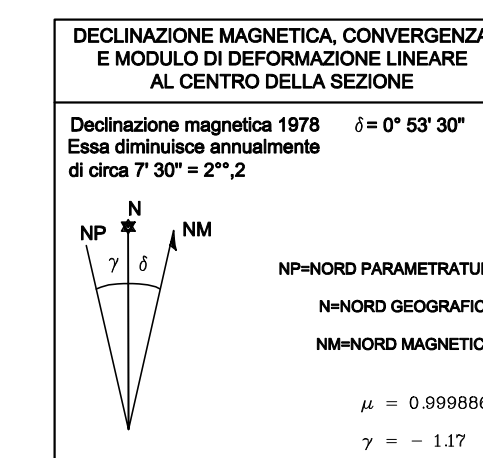 DECLINAZIONE MAGNETICA, CONVERGENZA
E MODULO DI DEFORMAZIONE LINEARE
AL CENTRO DELLA SEZIONE
Declinazione magnetica 1978 δ = 0° 53' 30"
Essa diminuisce annualmente
di circa 7' 30" = 2°°,2
N
NP NM
γ δ
NP=NORD PARAMETRATU
N=NORD GEOGRAFIC
NM=NORD MAGNETIC
μ = 0.999886
γ = - 1.17